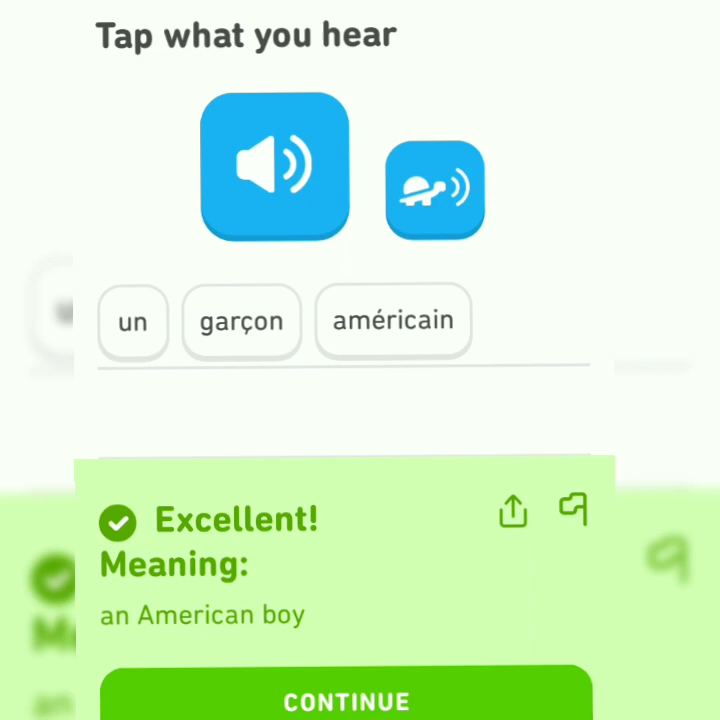 Tap what you hear
un garçon américain
Excellent!
Meaning:
an American boy
CONTINUE